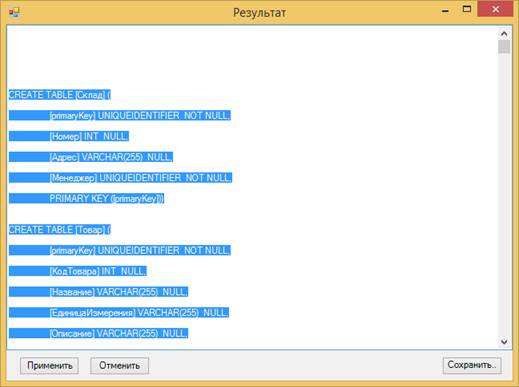 Результат
CREATE TABLE [Склад] (
[primaryKey] UNIQUEIDENTIFIER  NOT NULL,
[Номер] INT  NULL,
[Адрес] VARCHAR(255)  NULL,
[Менеджер] UNIQUEIDENTIFIER  NOT NULL,
PRIMARY KEY ([primaryKey]))
CREATE TABLE [Товар] (
[primaryKey] UNIQUEIDENTIFIER  NOT NULL,
[КодТовара] INT  NULL,
[Название] VARCHAR(255)  NULL,
[ЕдиницаИзмерения] VARCHAR(255)  NULL,
[Описание] VARCHAR(255)  NULL,
Применить Отменить Сохранить..